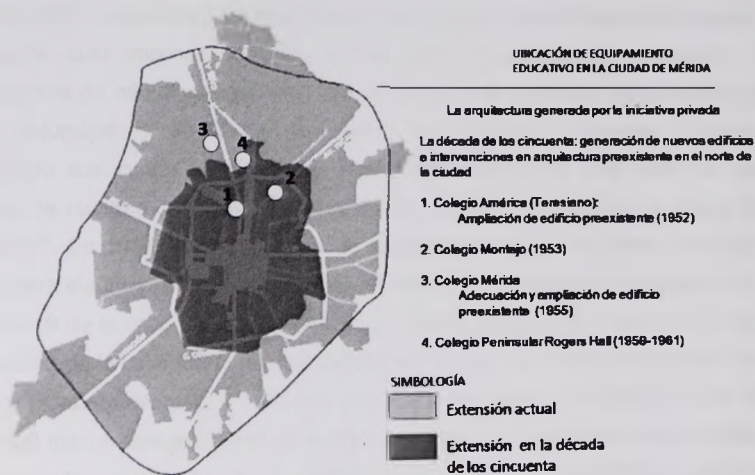 UBICACIÓN DE EQUIPAMIENTO
EDUCATIVO EN LA CIUDAD DE MÉRIDA
La arquitectura generada por la iniciativa privada
La década de los cincuenta: generación de nuevos edificios
e intervenciones en arquitectura preexistente en el norte de
la ciudad
1. Colegio América (Teresiano):
Ampliación de edificio preexistente (1952)
2. Colegio Montejo (1953)
3. Colegio Mérida
Adecuación y ampliación de edificio
preexistente (1955)
4. Colegio Peninsular Rogers Hall (1959-1961)
SIMBOLOGÍA
Extensión actual
Extensión en la década
de los cincuenta
3
4
2
1